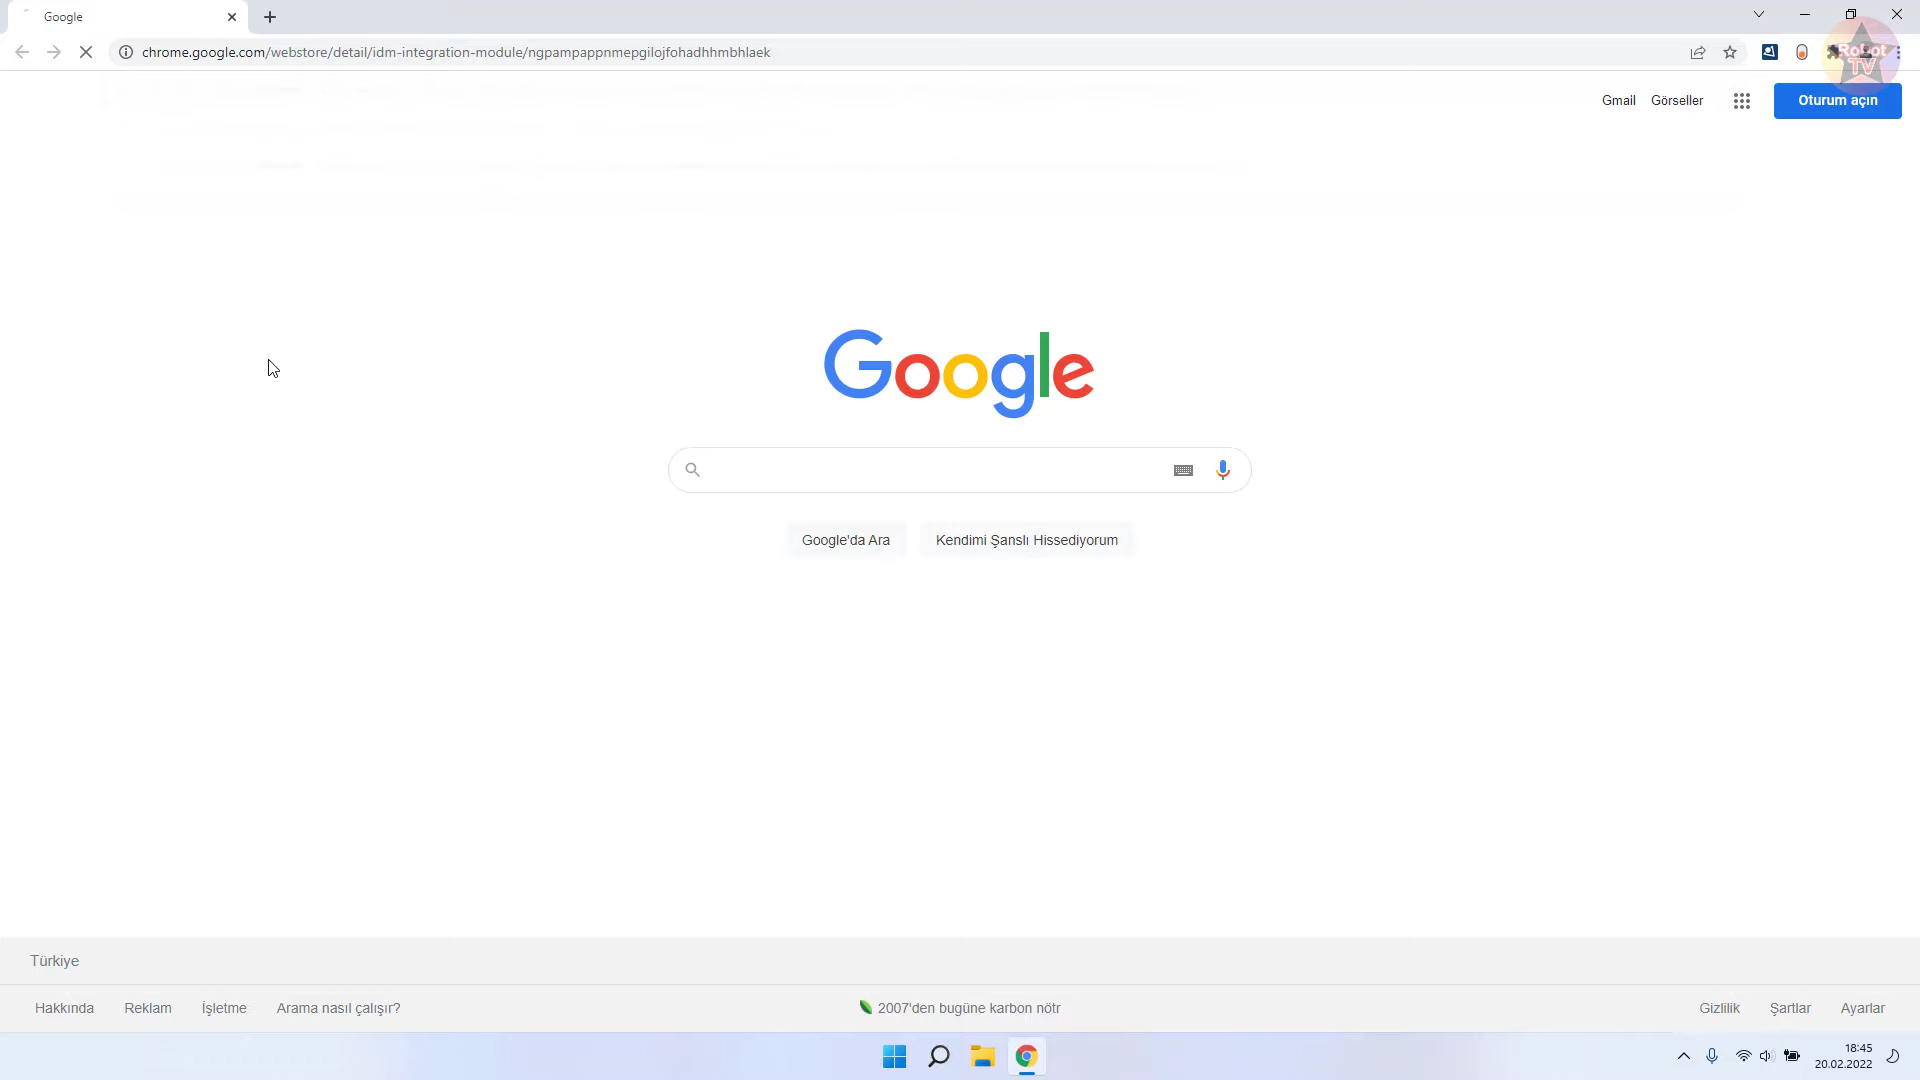 Google
chrome.google.com/webstore/detail/idm-integration-module/ngpampappnmepgilojfohadhhmbhlaek
Robot
TV
Gmail Görseller Oturum açın
Google
Google'da Ara Kendimi Şanslı Hissediyorum
Türkiye
Hakkında Reklam İşletme Arama nasıl çalışır? 2007'den bugüne karbon nötr Gizlilik Şartlar Ayarlar
18:45
20.02.2022